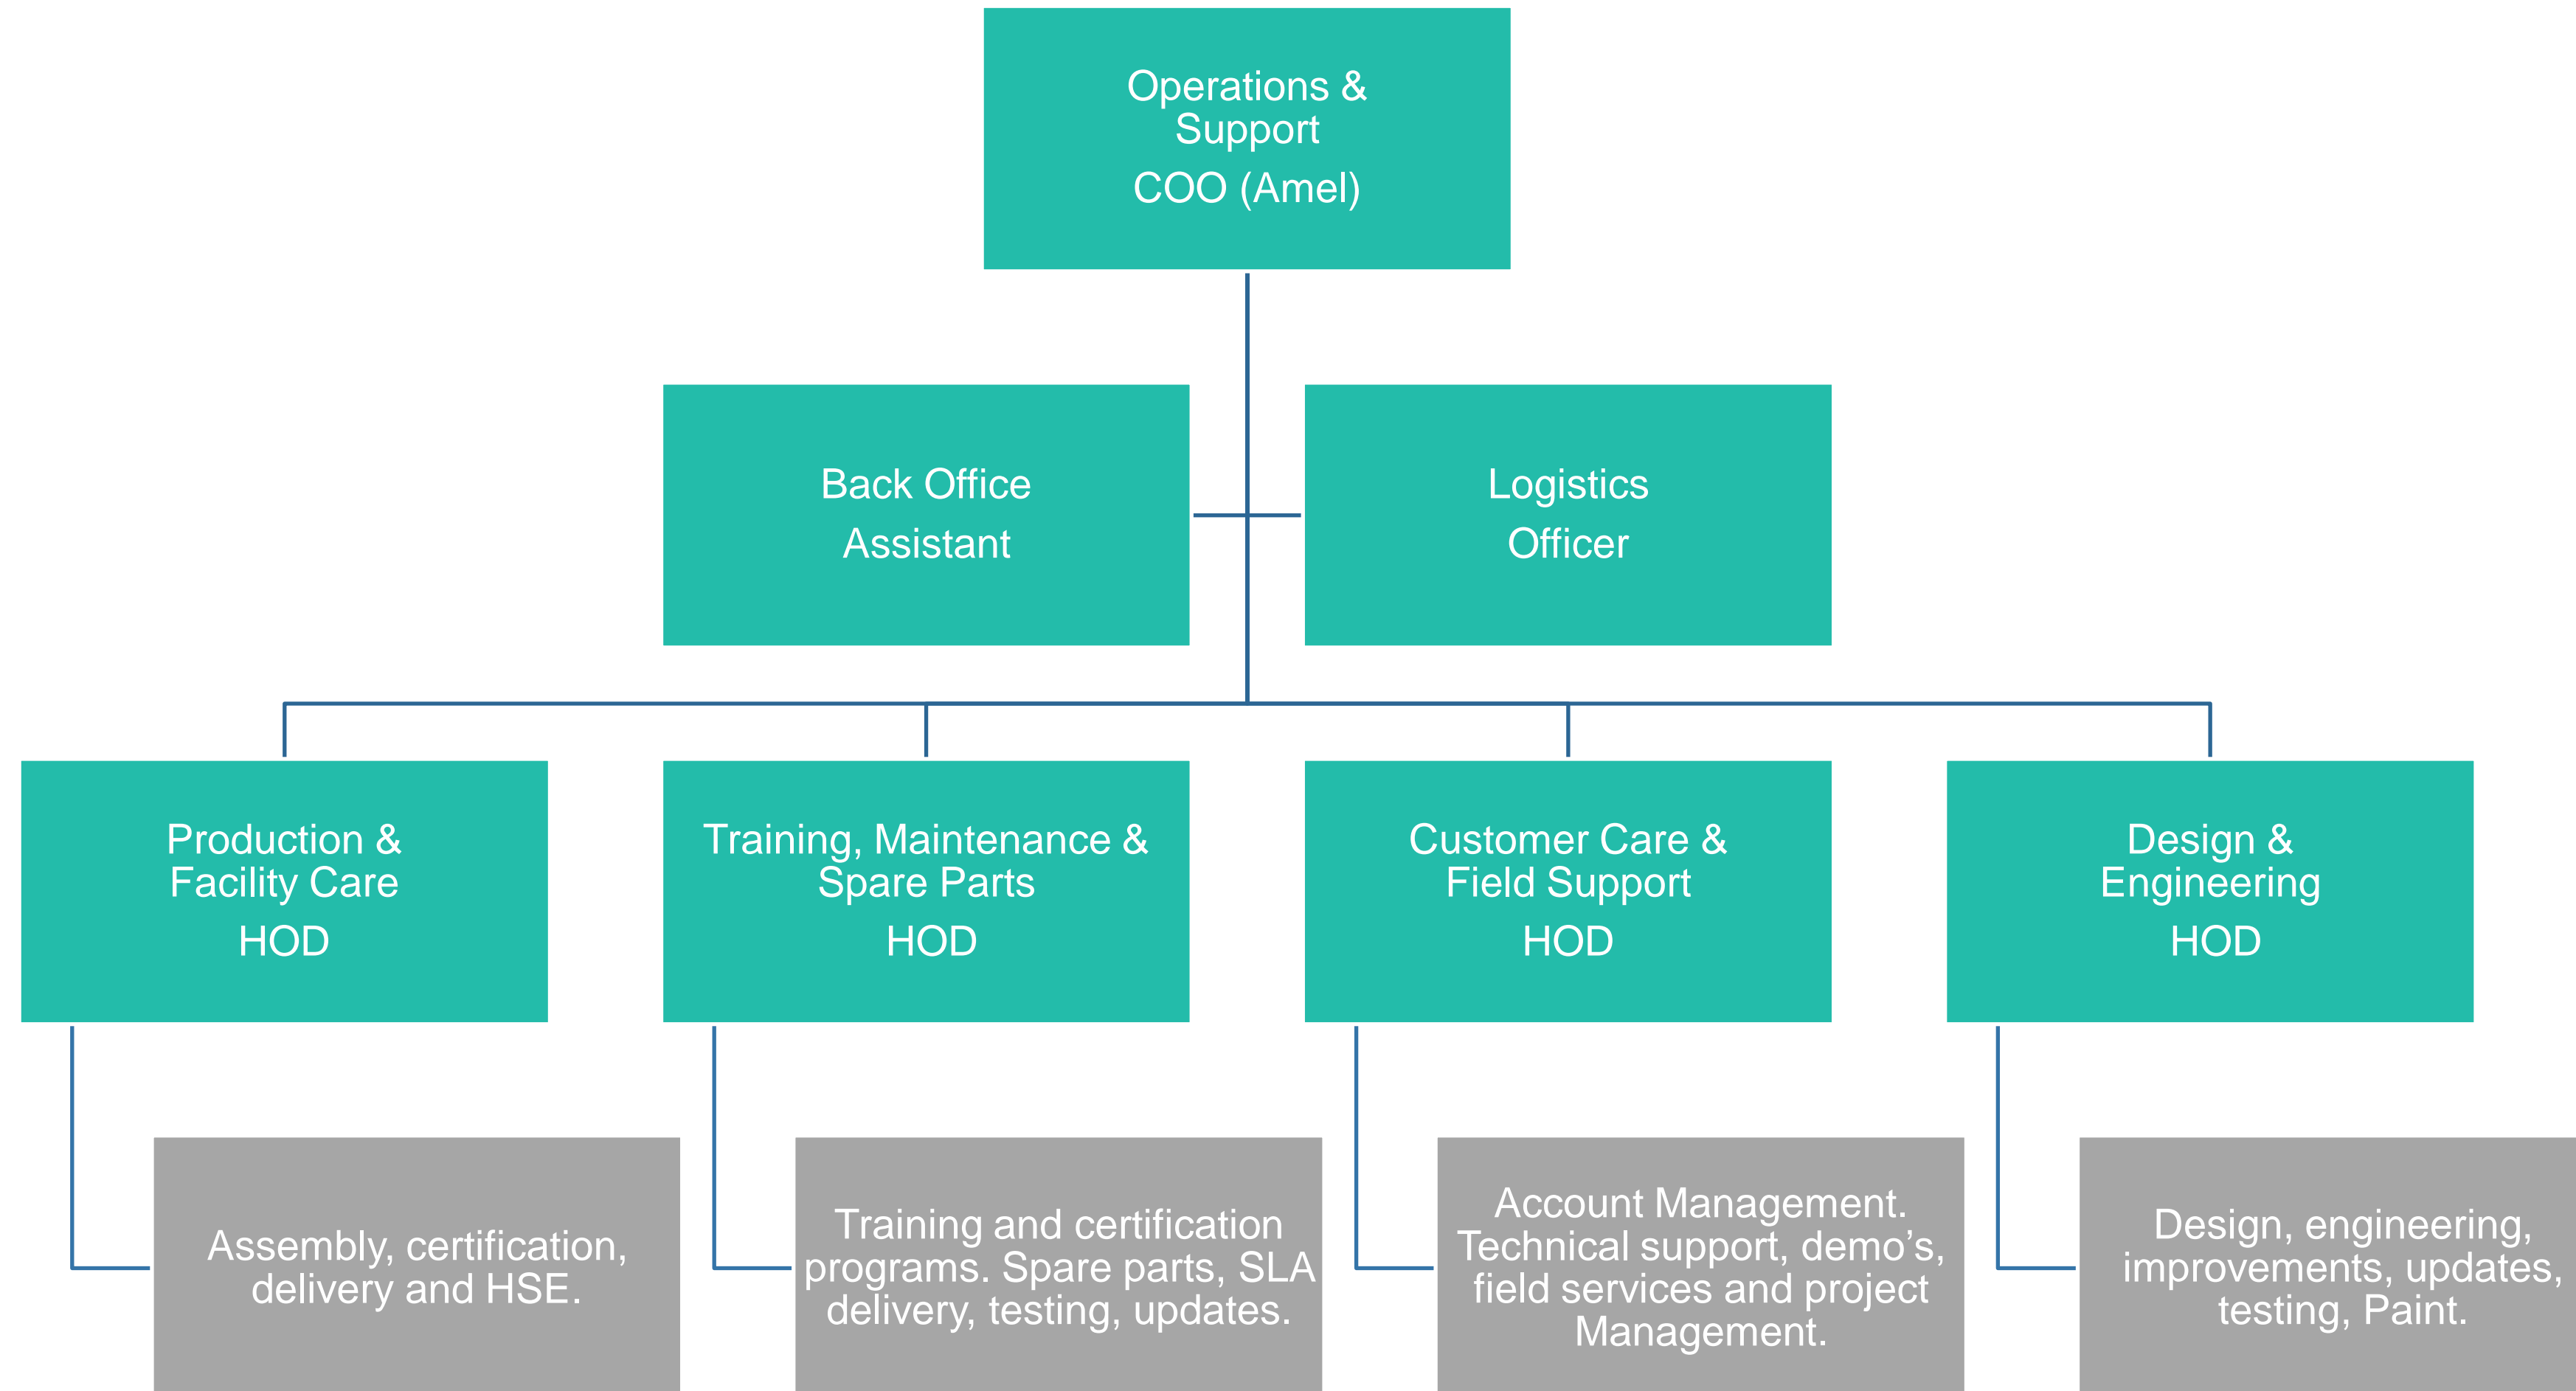 Operations &
Support
COO (Amel)
Back Office
Assistant
Logistics
Officer
Production &
Facility Care
HOD
Training, Maintenance &
Spare Parts
HOD
Customer Care &
Field Support
HOD
Design &
Engineering
HOD
Assembly, certification,
delivery and HSE.
Training and certification
programs. Spare parts, SLA
delivery, testing, updates.
Account Management.
Technical support, demo’s,
field services and project
Management.
Design, engineering,
improvements, updates,
testing, Paint.